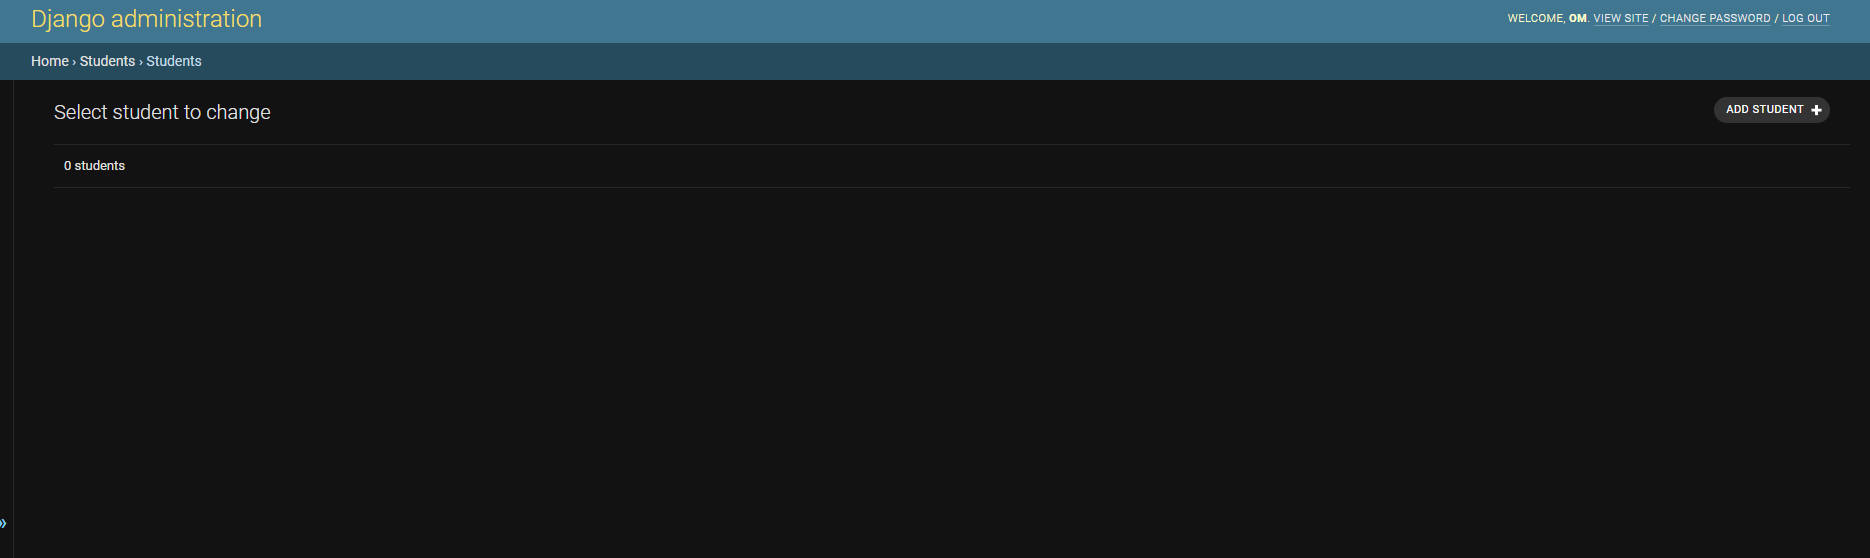 Django administration
WELCOME, OM. VIEW SITE / CHANGE PASSWORD / LOG OUT
Home › Students › Students
Select student to change
ADD STUDENT +
0 students
»